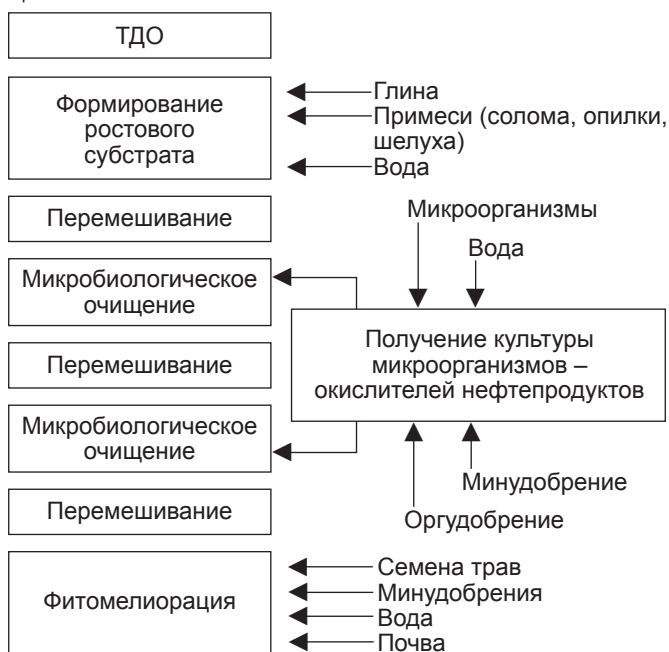 ТДО
Формирование
ростового
субстрата
Глина
Примеси (солома, опилки,
шелуха)
Вода
Перемешивание
Микроорганизмы
Вода
Микробиологическое
очищение
Получение культуры
микроорганизмов –
окислителей нефтепродуктов
Перемешивание
Микробиологическое
очищение
Минудобрение
Оргудобрение
Перемешивание
Фитомелиорация
Семена трав
Минудобрения
Вода
Почва